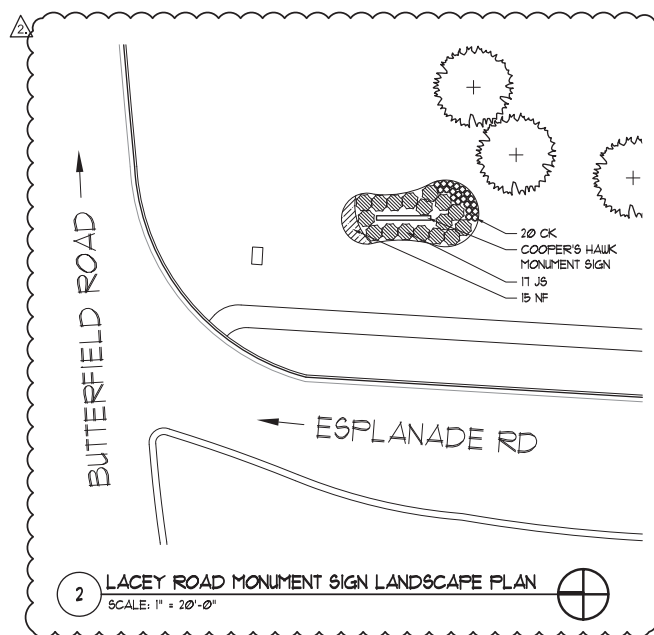 2.
20 CK
COOPER'S HAWK
MONUMENT SIGN
17 JS
15 NF
BUTTERFIELD ROAD
ESPLANADE RD
2
LACEY ROAD MONUMENT SIGN LANDSCAPE PLAN
SCALE: 1" = 20'-0"